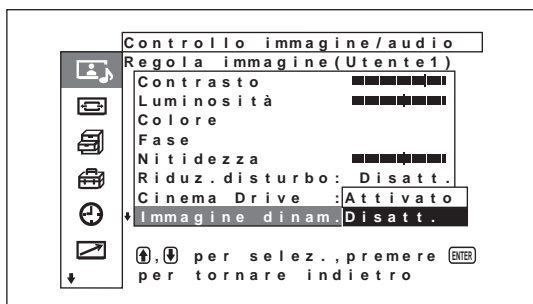 Controllo immagine/audio
Regola immagine(Utente1)
Contrasto
Luminosità
Colore
Fase
Nitidezza
Riduz.disturbo: Disatt.
Cinema Drive :Attivato
Immagine dinam. Disatt.
, per selez.,premere ENTER
per tornare indietro